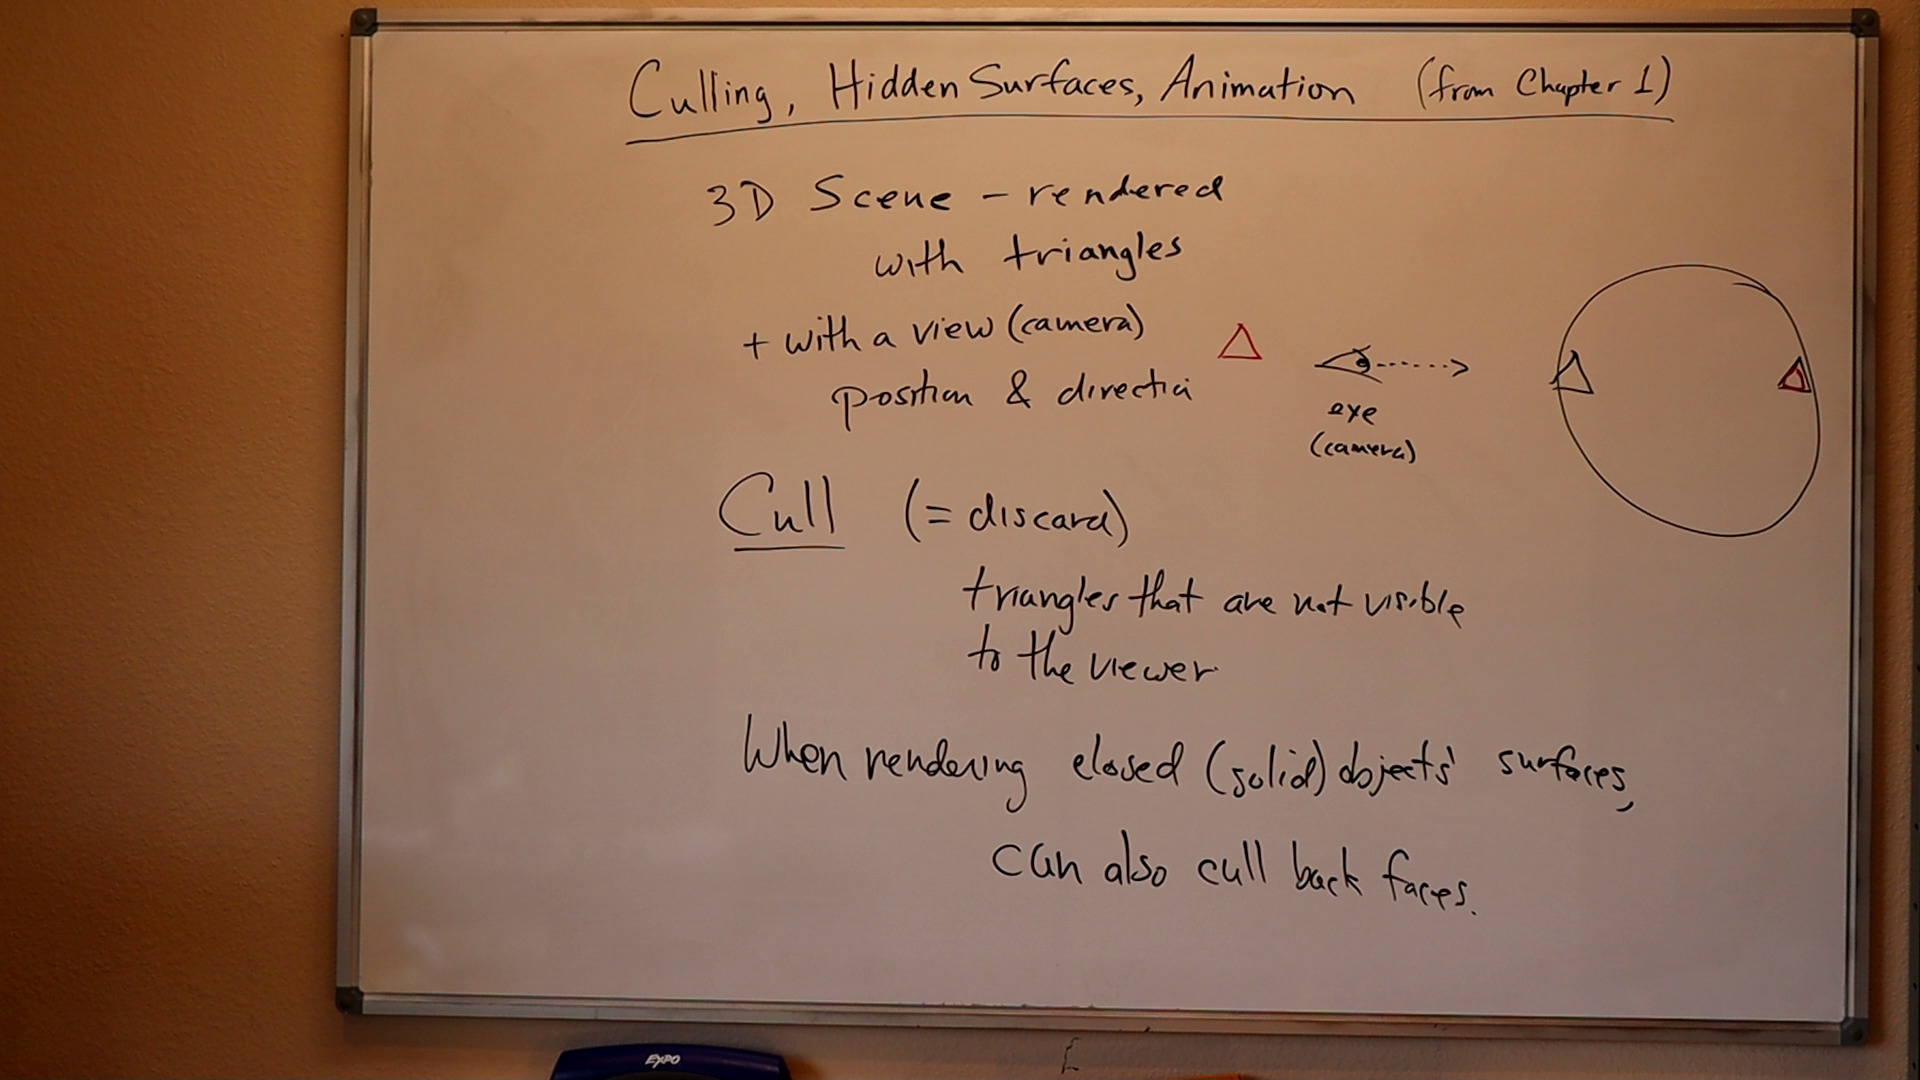 Culling, Hidden Surfaces, Animation (from Chapter 1)
3D Scene – rendered
with triangles
+ with a view (camera)
position & directi
eye
(camera)
Cull (= discard)
triangles that are not visible
to the viewer.
When rendering closed (solid) objects' surfaces,
can also cull back faces.
EXPO